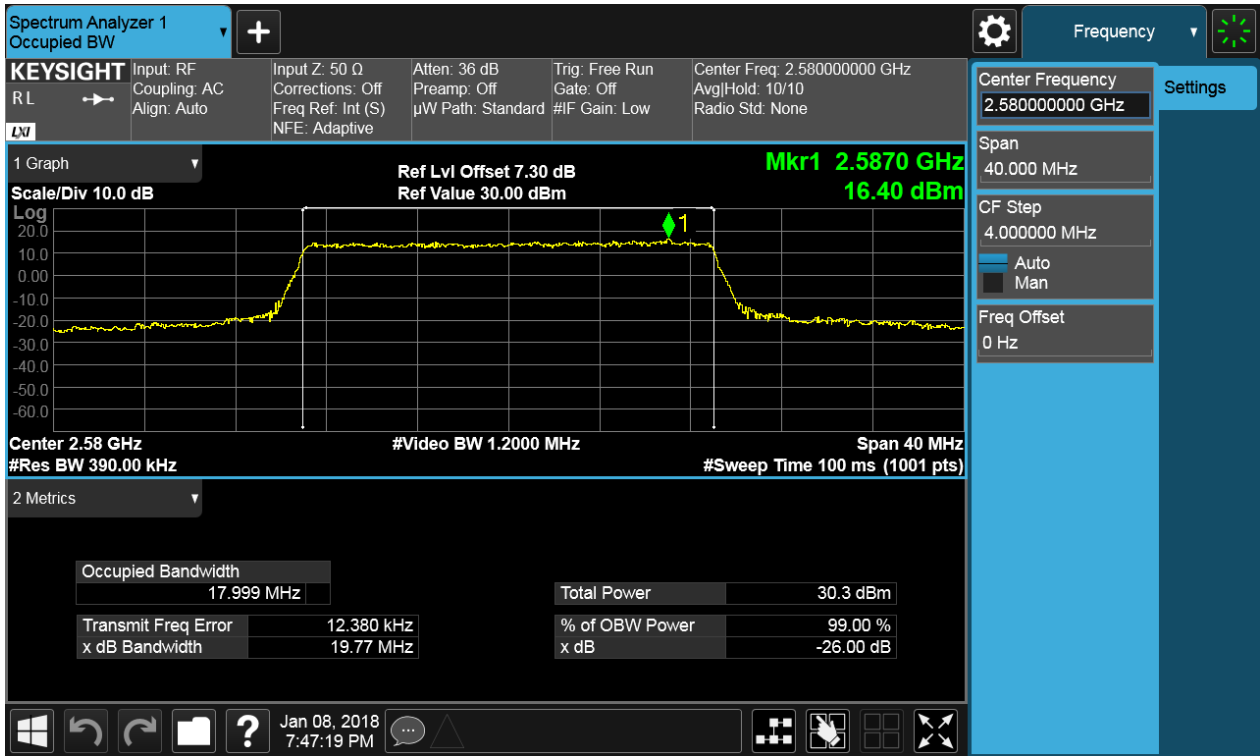 Spectrum Analyzer 1
Occupied BW
+
Frequency
KEYSIGHT
RL
LXI
Input: RF
Coupling: AC
Align: Auto
Input Z: 50 Ω
Corrections: Off
Freq Ref: Int (S)
NFE: Adaptive
Atten: 36 dB
Preamp: Off
µW Path: Standard
Trig: Free Run
Gate: Off
#IF Gain: Low
Center Freq: 2.580000000 GHz
Avg|Hold: 10/10
Radio Std: None
Center Frequency
2.580000000 GHz
Settings
Span
40.000 MHz
CF Step
4.000000 MHz
Auto
Man
Freq Offset
0 Hz
1 Graph
Scale/Div 10.0 dB
Ref Lvl Offset 7.30 dB
Ref Value 30.00 dBm
Mkr1 2.5870 GHz
16.40 dBm
Log
20.0
10.0
0.00
-10.0
-20.0
-30.0
-40.0
-50.0
-60.0
1
Center 2.58 GHz
#Video BW 1.2000 MHz
Span 40 MHz
#Res BW 390.00 kHz
#Sweep Time 100 ms (1001 pts)
2 Metrics
Occupied Bandwidth
17.999 MHz
Total Power 30.3 dBm
Transmit Freq Error 12.380 kHz
% of OBW Power 99.00 %
x dB Bandwidth 19.77 MHz
x dB -26.00 dB
?
Jan 08, 2018
7:47:19 PM